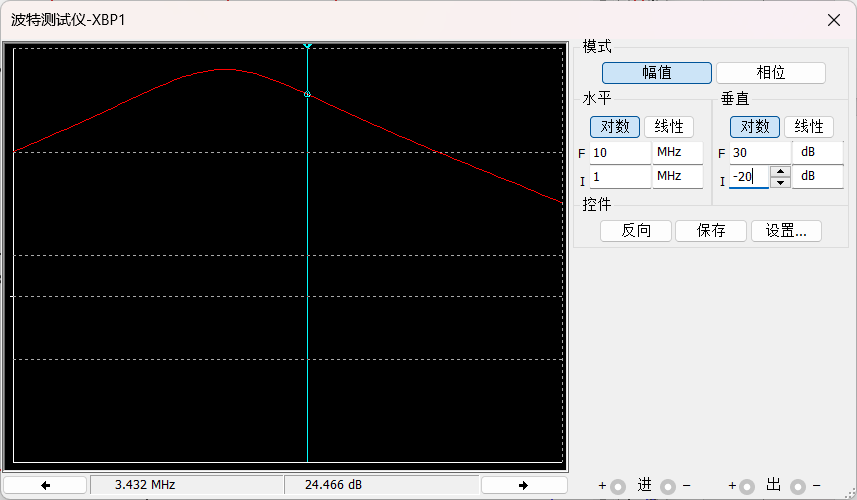 波特测试仪-XBP1
模式
幅值 相位
水平 垂直
对数 线性 对数 线性
F 10 MHz F 30 dB
I 1 MHz I -20 dB
控件
反向 保存 设置...
3.432 MHz 24.466 dB
+ 进 − + 出 −